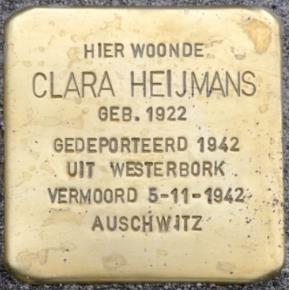 HIER WOONDE
CLARA HEIJMANS
GEB. 1922
GEDEPORTEERD 1942
UIT WESTERBORK
VERMOORD 5-11-1942
AUSCHWITZ